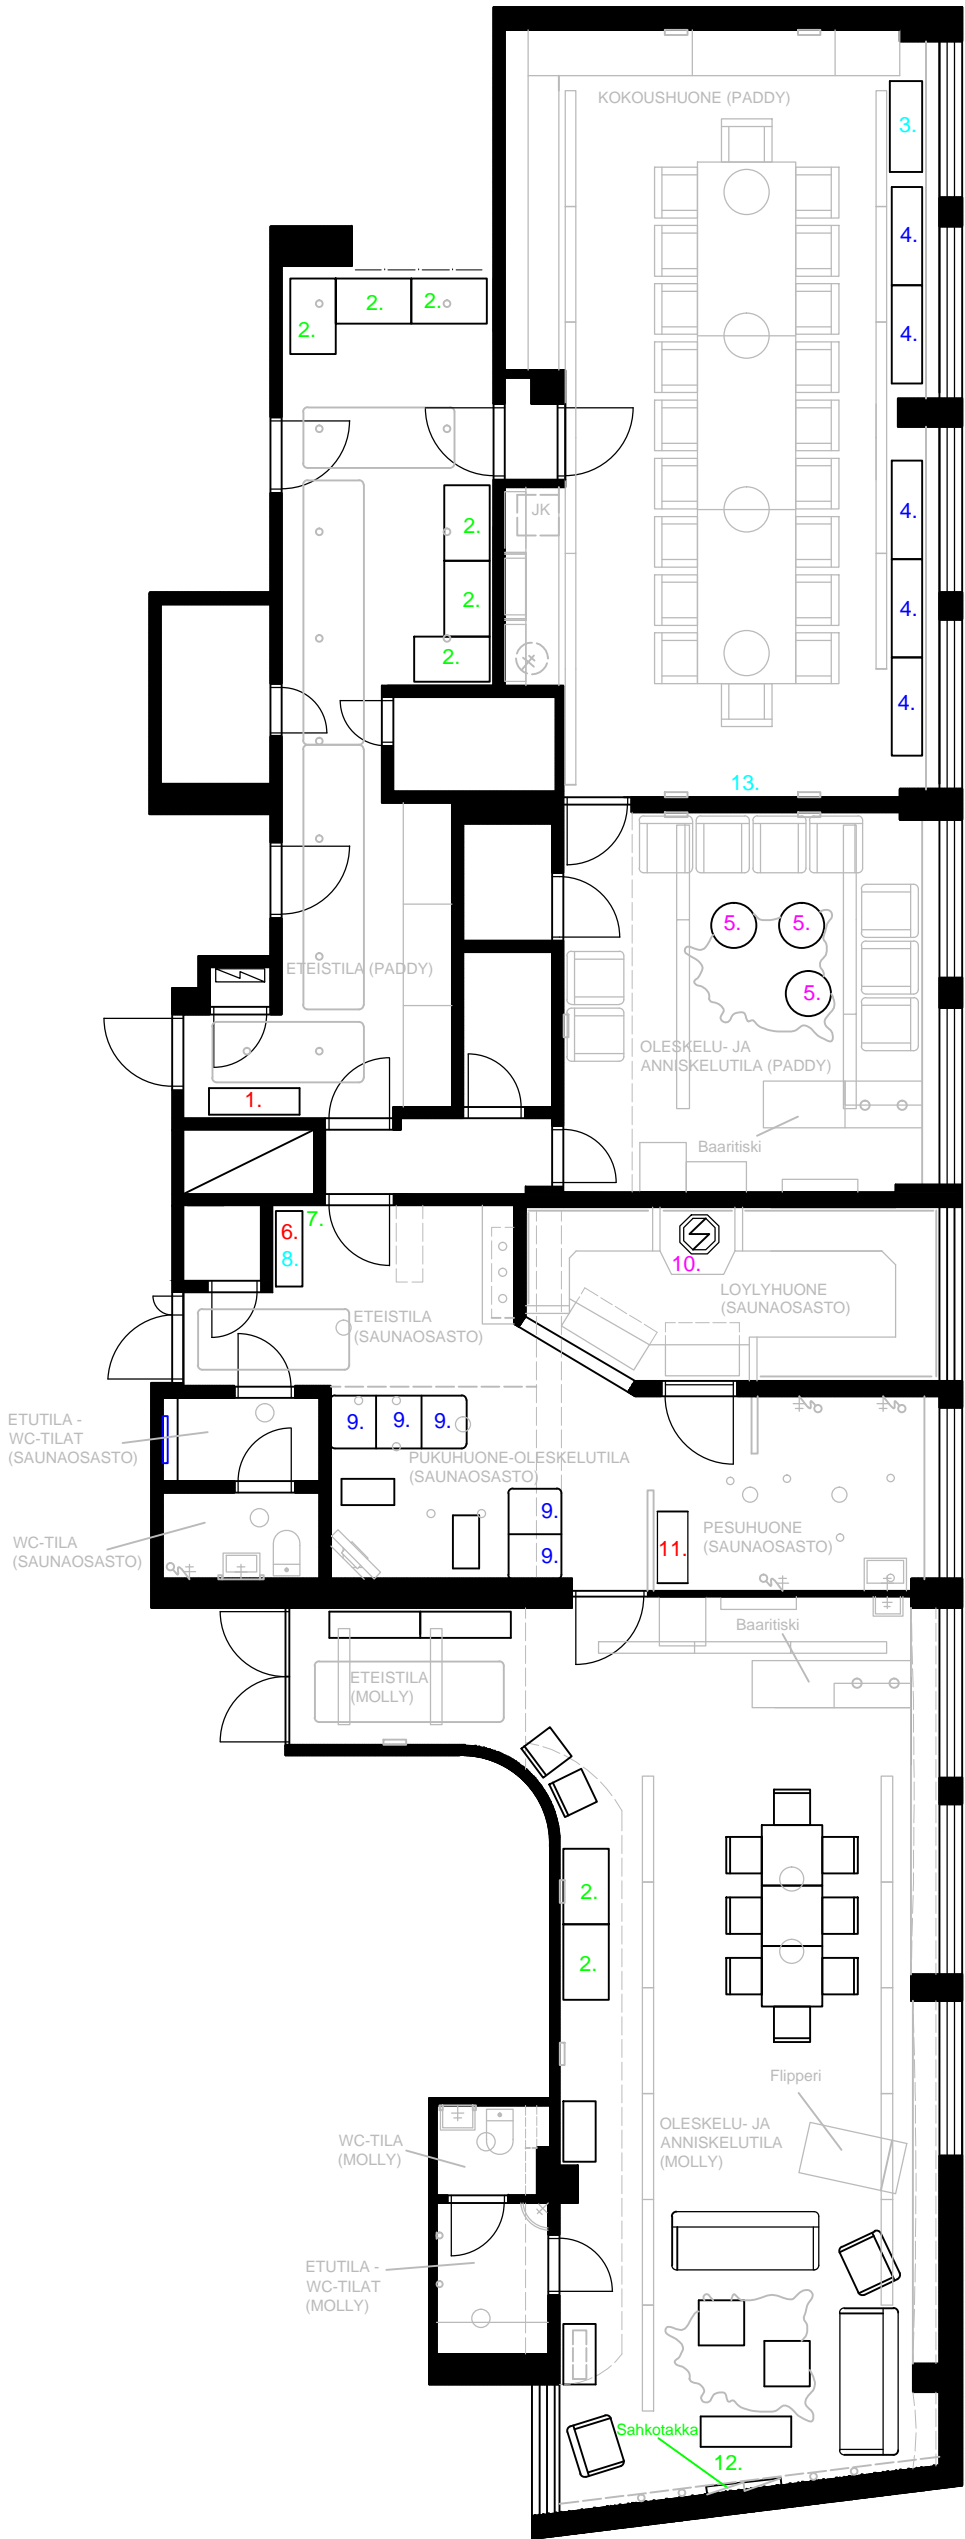 KOKOUSHUONE (PADDY)
3.
4.
4.
2.
2.
2.
4.
JK
2.
4.
2.
2.
4.
13.
5.
5.
ETEISTILA (PADDY)
5.
OLESKELU- JA
ANNISKELUTILA (PADDY)
1.
Baaritiski
7.
6.
8.
10.
LOYLYHUONE
(SAUNAOSASTO)
ETEISTILA
(SAUNAOSASTO)
ETUTILA -
WC-TILAT
(SAUNAOSASTO)
9.
9.
9.
PUKUHUONE-OLESKELUTILA
(SAUNAOSASTO)
9.
9.
WC-TILA
(SAUNAOSASTO)
11.
PESUHUONE
(SAUNAOSASTO)
Baaritiski
ETEISTILA
(MOLLY)
2.
2.
Flipperi
OLESKELU- JA
ANNISKELUTILA
(MOLLY)
WC-TILA
(MOLLY)
ETUTILA -
WC-TILAT
(MOLLY)
Sahkotakka
12.